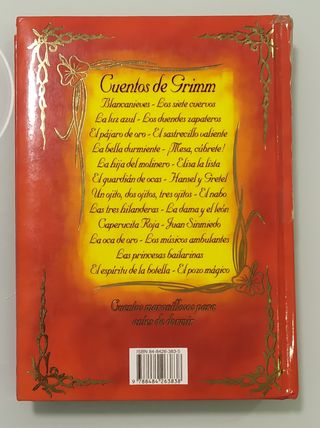 Cuentos de Grimm
Blancanieves - Los siete cuervos
La luz azul - Los duendes zapateros
El pájaro de oro - El sastrecillo valiente
La bella durmiente - Mesa, cúbrete!
La hija del molinero - Elisa la lista
El guardián de ocas - Hansel y Gretel
Un ojito, dos ojitos, tres ojitos - El nabo
Las tres hilanderas - La dama y el león
Caperucita Roja - Juan Sinmiedo
La oca de oro - Los músicos ambulantes
Las princesas bailarinas
El espíritu de la botella - El pozo mágico
Cuentos maravillosos para
antes de dormir
ISBN 84-8426-383-5
9788484263838